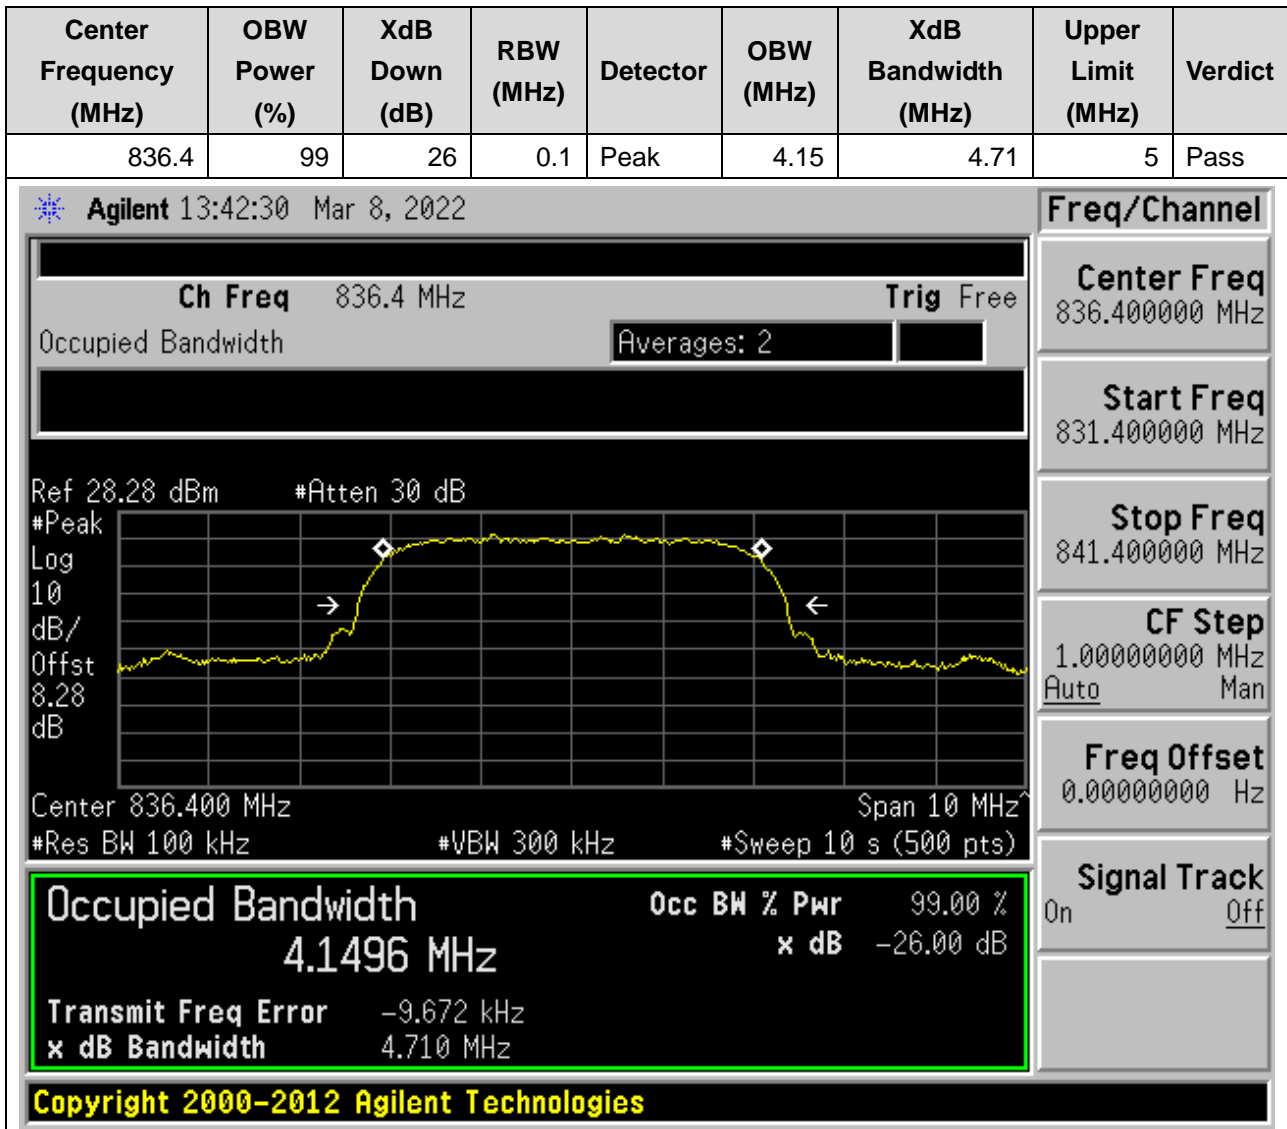 Center Frequency (MHz) OBW Power (%) XdB Down (dB) RBW (MHz) Detector OBW (MHz) XdB Bandwidth (MHz) Upper Limit (MHz) Verdict
836.4 99 26 0.1 Peak 4.15 4.71 5 Pass
Agilent 13:42:30 Mar 8, 2022
Freq/Channel
Ch Freq 836.4 MHz Trig Free
Occupied Bandwidth Averages: 2
Ref 28.28 dBm #Atten 30 dB
#Peak
Log
10
dB/
Offst
8.28
dB
Center 836.400 MHz Span 10 MHz^
#Res BW 100 kHz #VBW 300 kHz #Sweep 10 s (500 pts)
Occupied Bandwidth Occ BW % Pwr 99.00 %
4.1496 MHz x dB -26.00 dB
Transmit Freq Error -9.672 kHz
x dB Bandwidth 4.710 MHz
Center Freq
836.400000 MHz
Start Freq
831.400000 MHz
Stop Freq
841.400000 MHz
CF Step
1.00000000 MHz
Auto Man
Freq Offset
0.00000000 Hz
Signal Track
On Off
Copyright 2000-2012 Agilent Technologies